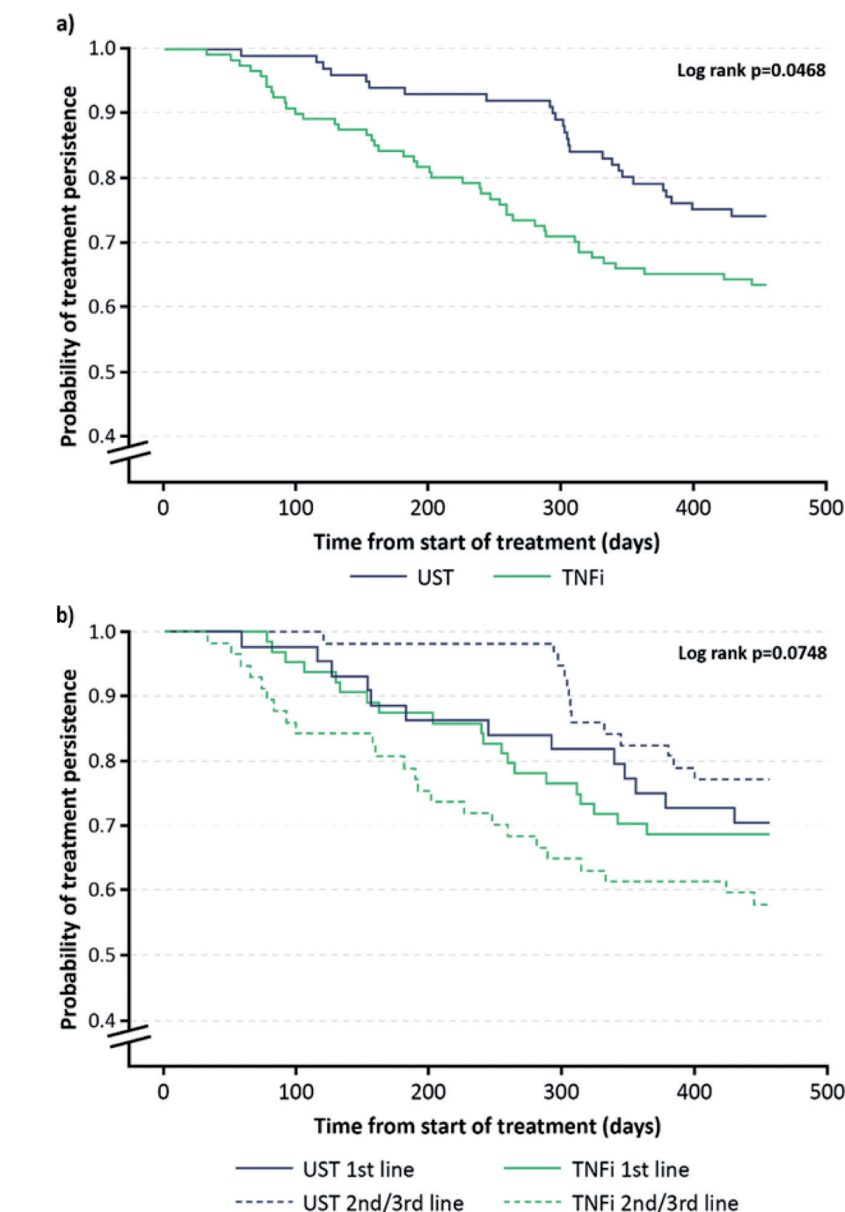 a)
1.0
Log rank p=0.0468
0.9
0.8
0.7
0.6
0.5
0.4
Probability of treatment persistence
0 100 200 300 400 500
Time from start of treatment (days)
UST TNFi
b)
1.0
Log rank p=0.0748
0.9
0.8
0.7
0.6
0.5
0.4
Probability of treatment persistence
0 100 200 300 400 500
Time from start of treatment (days)
UST 1st line TNFi 1st line
UST 2nd/3rd line TNFi 2nd/3rd line